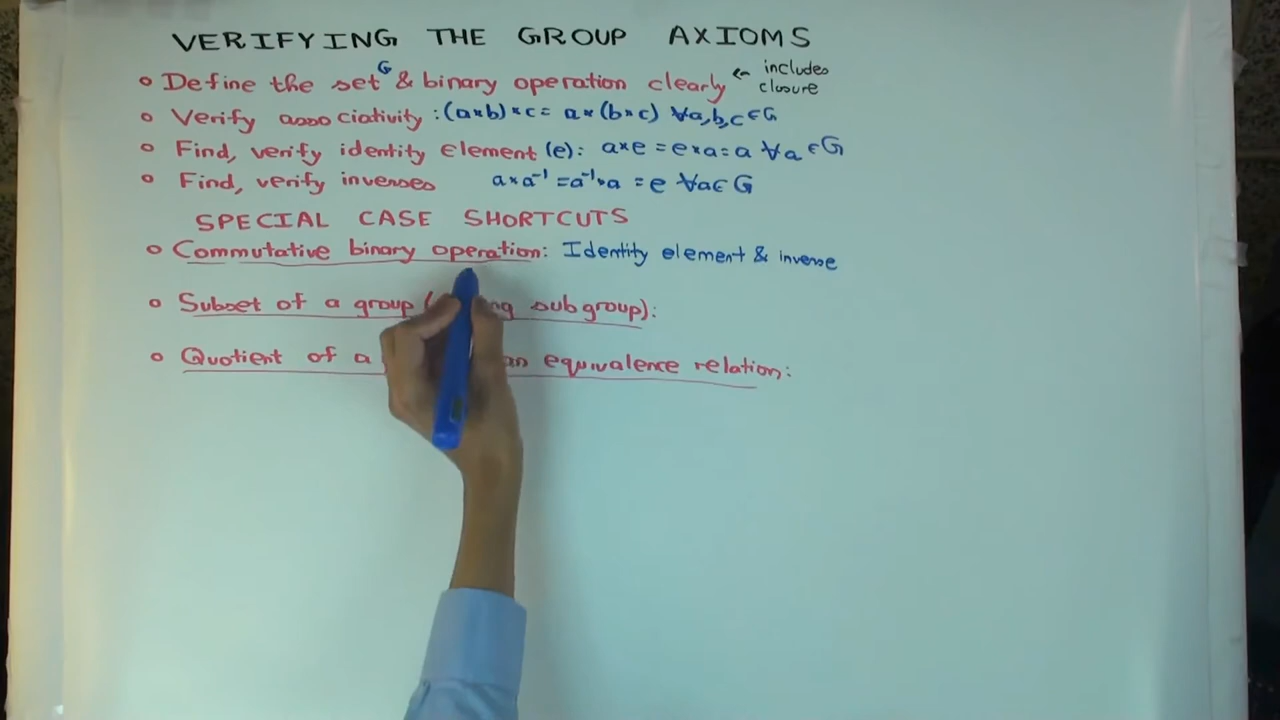 VERIFYING THE GROUP AXIOMS
• Define the set G & binary operation clearly ← includes closure
• Verify associativity : (a*b)*c = a*(b*c) ∀a,b,c ∈ G
• Find, verify identity element (e): a*e = e*a = a ∀a ∈ G
• Find, verify inverses a*a⁻¹ = a⁻¹*a = e ∀a ∈ G
SPECIAL CASE SHORTCUTS
• Commutative binary operation: Identity element & inverse
• Subset of a group ( subgroup):
• Quotient of a equivalence relation: